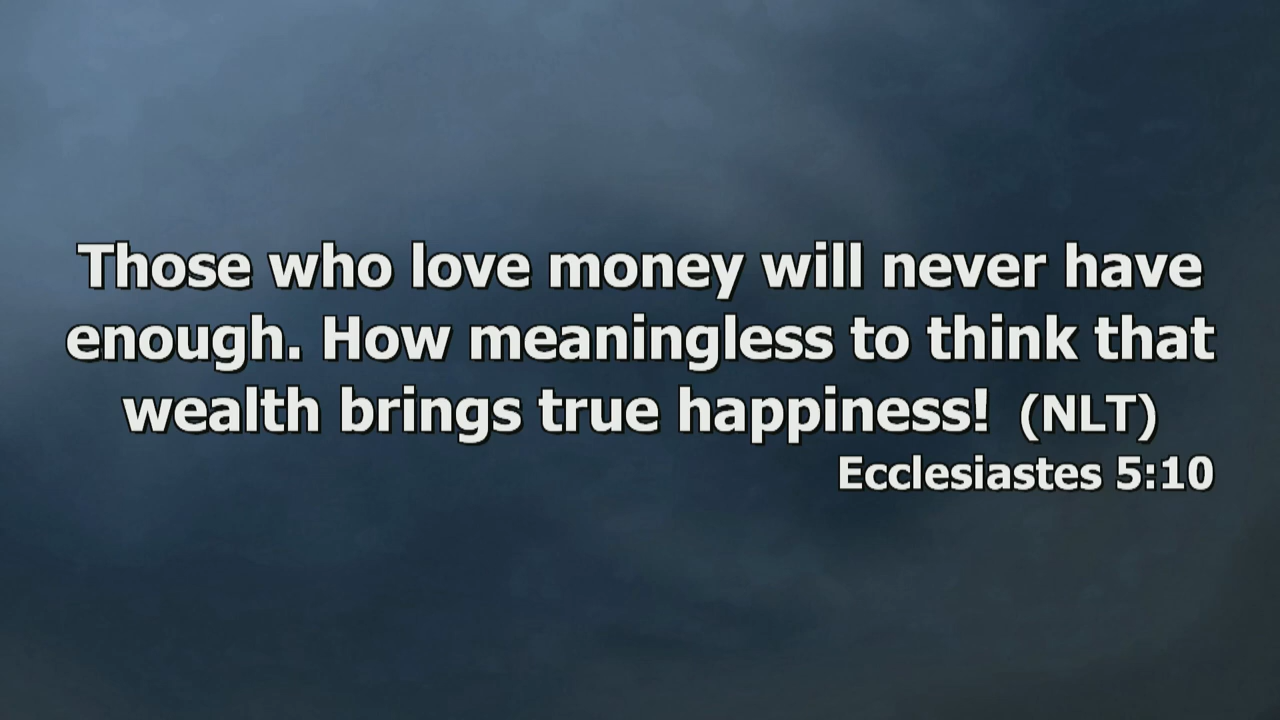 Those who love money will never have
enough. How meaningless to think that
wealth brings true happiness! (NLT)
Ecclesiastes 5:10